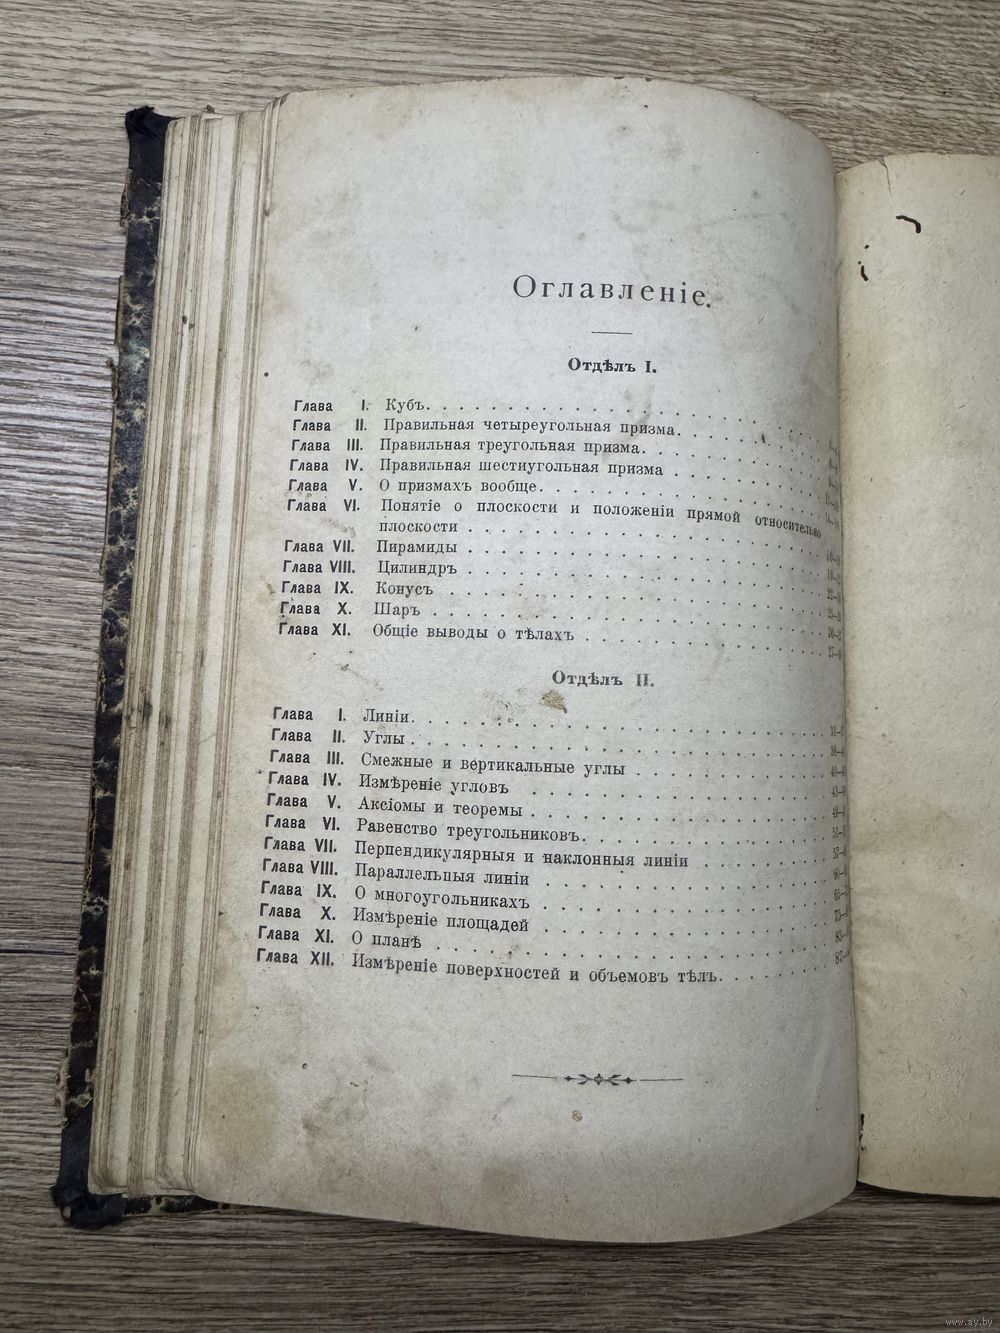 Оглавленіе.
Отдѣлъ I.
Глава I. Кубъ.
Глава II. Правильная четыреугольная призма.
Глава III. Правильная треугольная призма.
Глава IV. Правильная шестиугольная призма
Глава V. О призмахъ вообще.
Глава VI. Понятіе о плоскости и положеніи прямой относительно
плоскости
Глава VII. Пирамиды
Глава VIII. Цилиндръ
Глава IX. Конусъ
Глава X. Шаръ
Глава XI. Общіе выводы о тѣлахъ
Отдѣлъ II.
Глава I. Линіи.
Глава II. Углы
Глава III. Смежные и вертикальные углы
Глава IV. Измѣреніе угловъ
Глава V. Аксіомы и теоремы
Глава VI. Равенство треугольниковъ.
Глава VII. Перпендикулярныя и наклонныя линіи
Глава VIII. Параллельныя линіи
Глава IX. О многоугольникахъ
Глава X. Измѣреніе площадей
Глава XI. О планѣ
Глава XII. Измѣреніе поверхностей и объемовъ тѣлъ.
www.ay.by